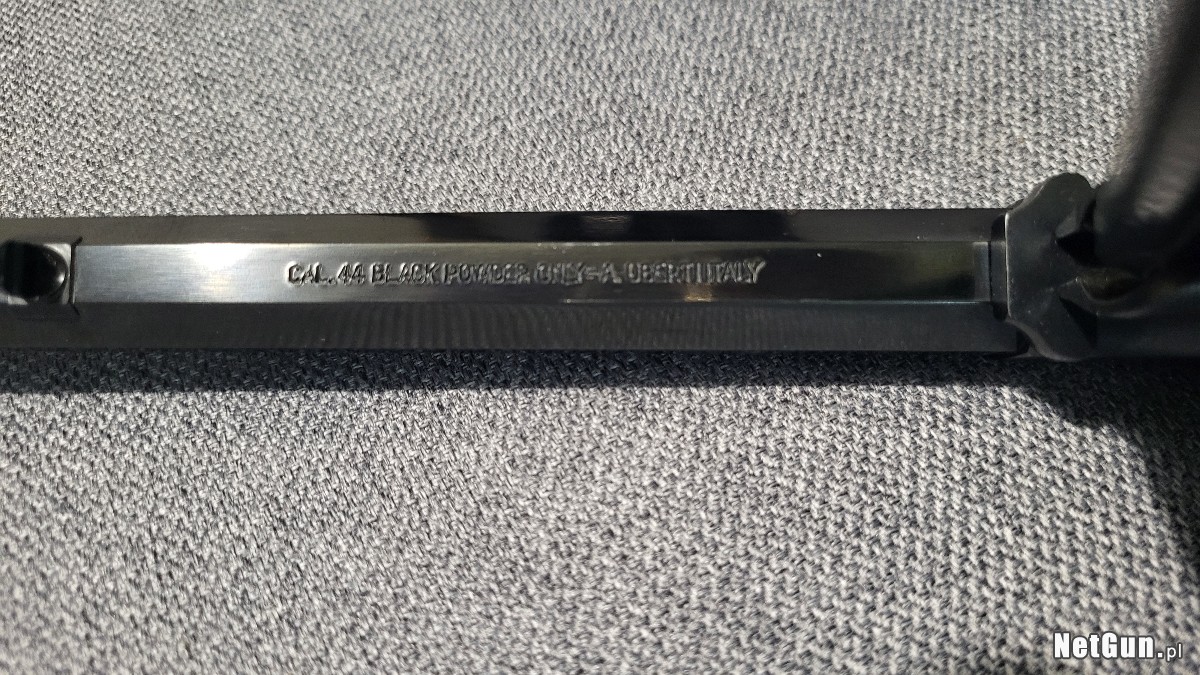 CAL.44 BLACK POWDER ONLY=A. UBERTI ITALY
NetGun.pl